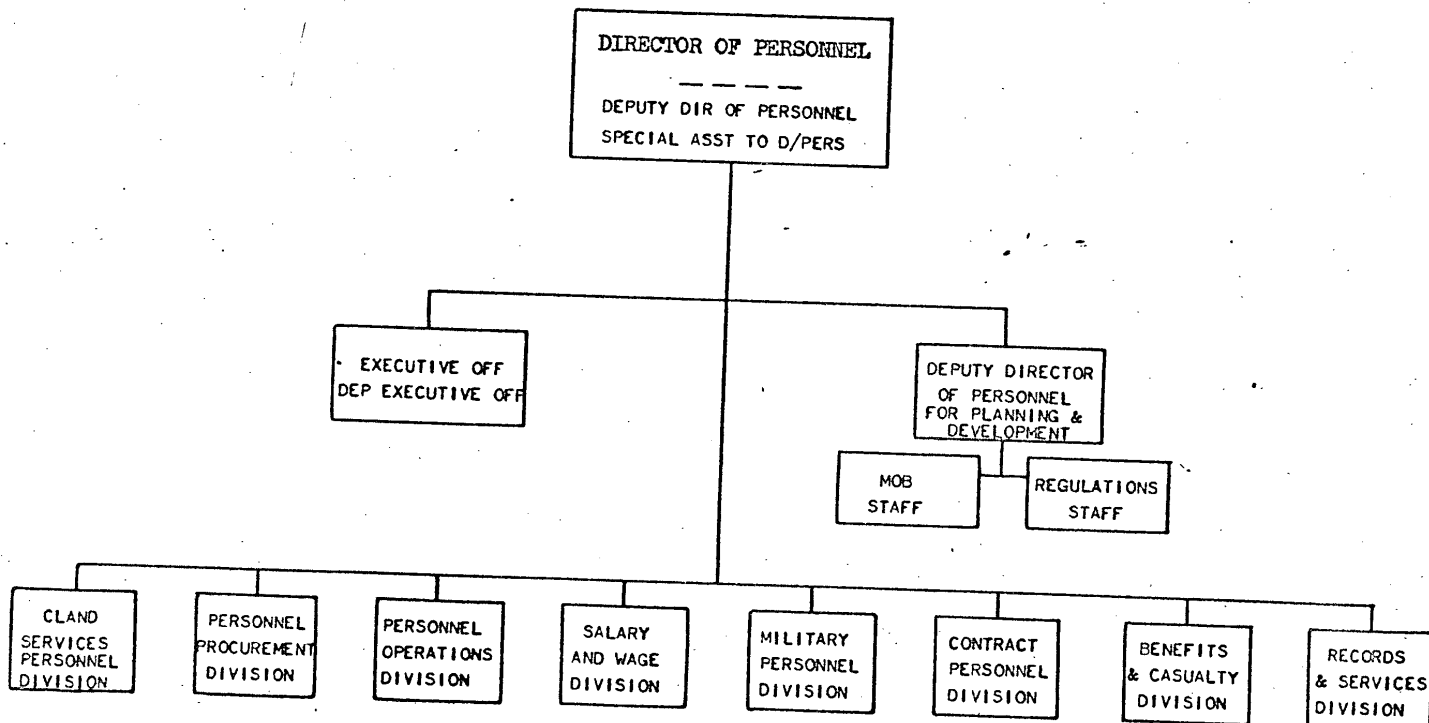 DIRECTOR OF PERSONNEL
DEPUTY DIR OF PERSONNEL
SPECIAL ASST TO D/PERS
EXECUTIVE OFF
DEP EXECUTIVE OFF
DEPUTY DIRECTOR
OF PERSONNEL
FOR PLANNING &
DEVELOPMENT
MOB
STAFF
REGULATIONS
STAFF
CLAND
SERVICES
PERSONNEL
DIVISION
PERSONNEL
PROCUREMENT
DIVISION
PERSONNEL
OPERATIONS
DIVISION
SALARY
AND WAGE
DIVISION
MILITARY
PERSONNEL
DIVISION
CONTRACT
PERSONNEL
DIVISION
BENEFITS
& CASUALTY
DIVISION
RECORDS
& SERVICES
DIVISION